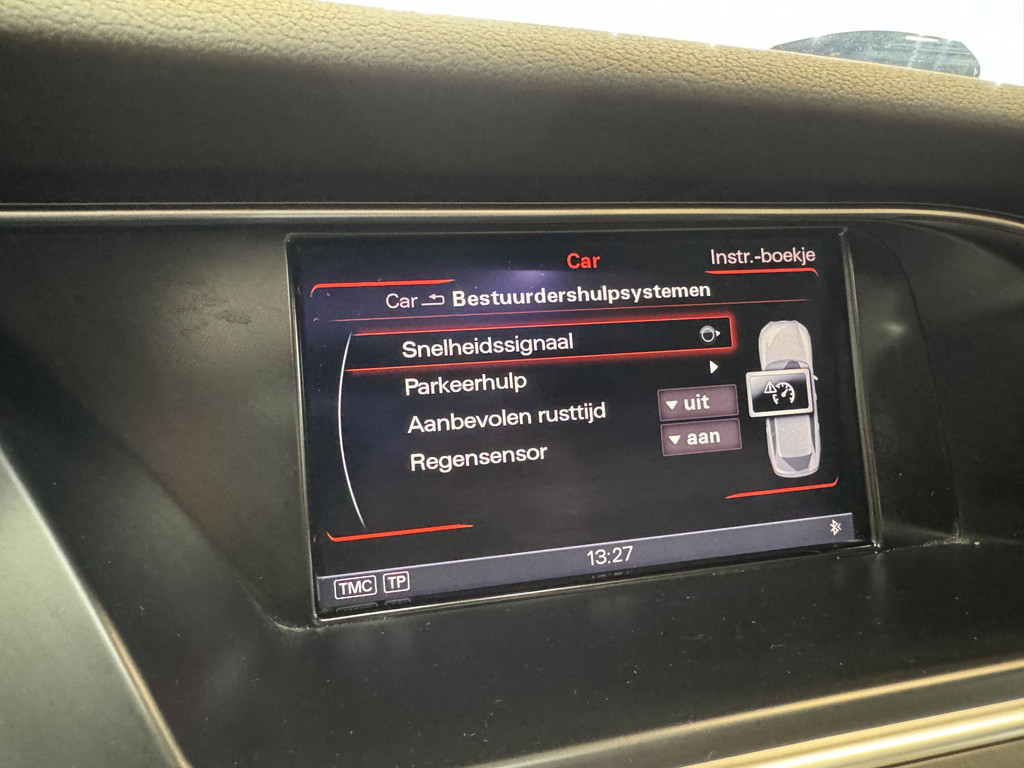 Car
Instr.-boekje
Car Bestuurdershulpsystemen
Snelheidssignaal
Parkeerhulp
Aanbevolen rusttijd uit
Regensensor aan
TMC TP 13:27